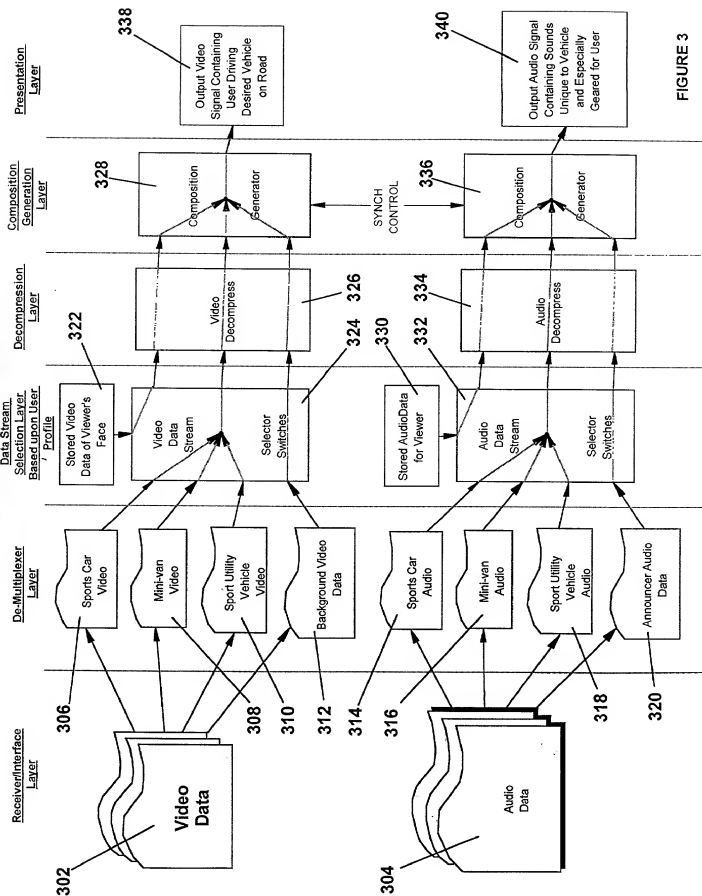 Receiver/Interface
Layer
De-Multiplexer
Layer
Data Stream
Selection Layer
Based upon User
Profile
Decompression
Layer
Composition
Generation
Layer
Presentation
Layer
302
Video
Data
306
Sports Car
Video
308
Mini-van
Video
310
Sport Utility
Vehicle
Video
312
Background Video
Data
322
Stored Video
Data of Viewer's
Face
324
Video
Data
Stream
Selector
Switches
326
Video
Decompress
328
Composition
Generator
338
Output Video
Signal Containing
User Driving
Desired Vehicle
on Road
SYNCH
CONTROL
304
Audio
Data
314
Sports Car
Audio
316
Mini-van
Audio
318
Sport Utility
Vehicle
Audio
320
Announcer Audio
Data
330
Stored AudioData
for Viewer
332
Audio
Data
Stream
Selector
Switches
334
Audio
Decompress
336
Composition
Generator
340
Output Audio Signal
Containing Sounds
Unique to Vehicle
and Especially
Geared for User
FIGURE 3